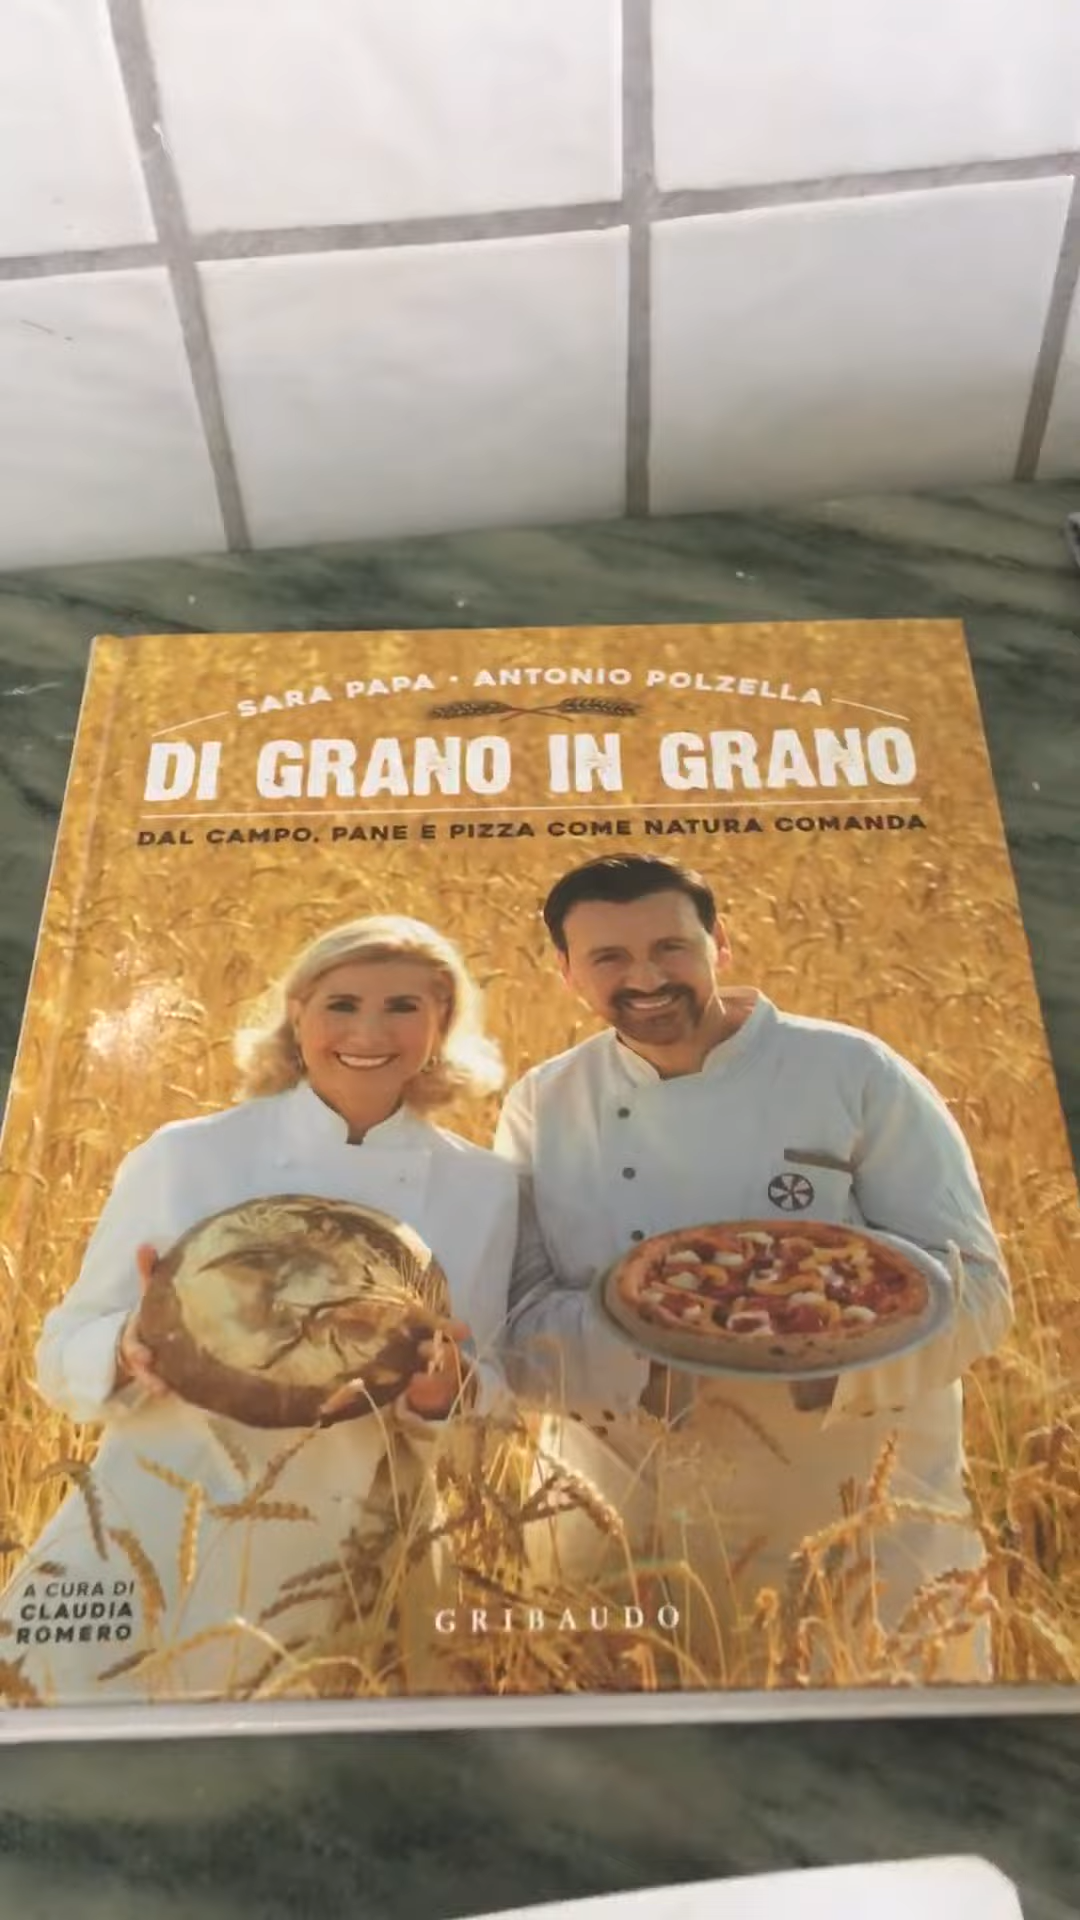 SARA PAPA • ANTONIO POLZELLA
DI GRANO IN GRANO
DAL CAMPO, PANE E PIZZA COME NATURA COMANDA
A CURA DI
CLAUDIA
ROMERO
GRIBAUDO